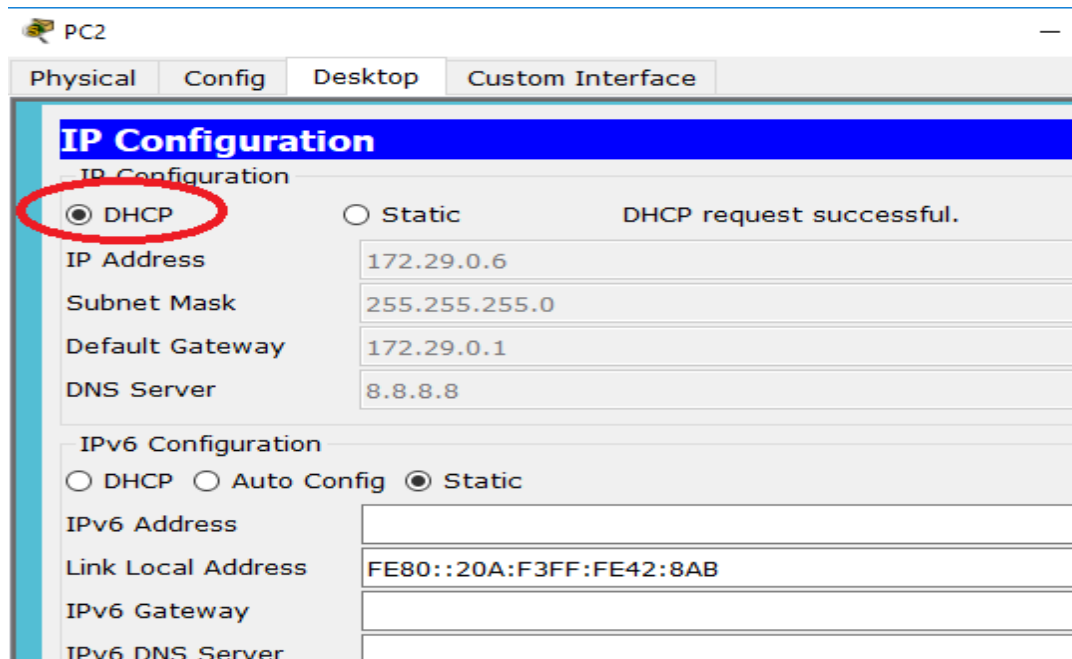 PC2
Physical Config Desktop Custom Interface
IP Configuration
IP Configuration
DHCP Static DHCP request successful.
IP Address 172.29.0.6
Subnet Mask 255.255.255.0
Default Gateway 172.29.0.1
DNS Server 8.8.8.8
IPv6 Configuration
DHCP Auto Config Static
IPv6 Address
Link Local Address FE80::20A:F3FF:FE42:8AB
IPv6 Gateway
IPv6 DNS Server